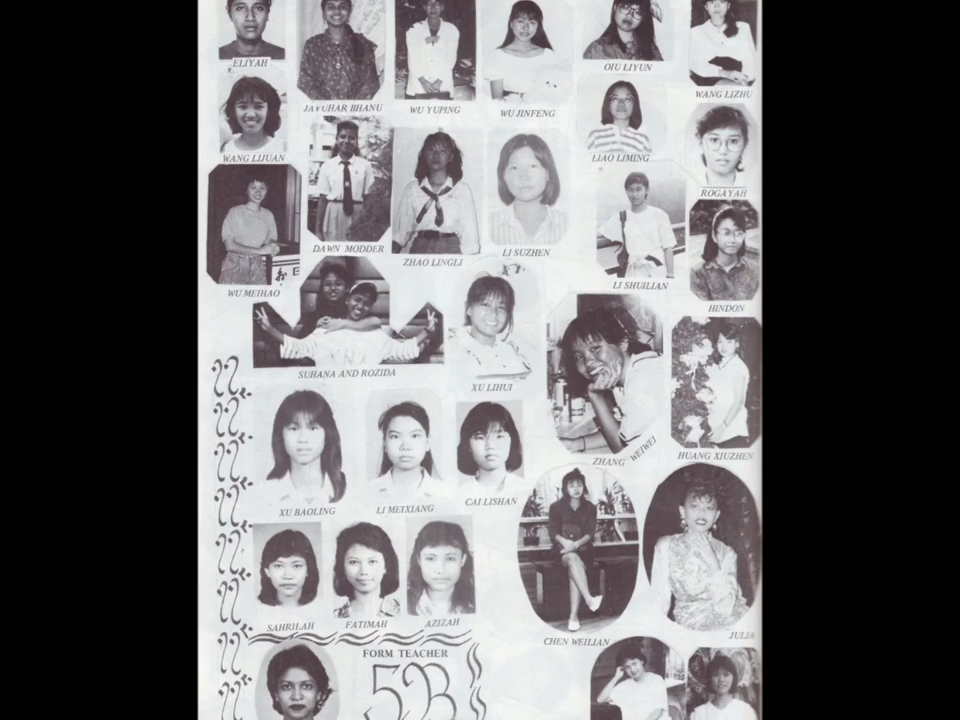 ELIYAH
JAWUHAR BHANU
WU YUPING
WU JINFENG
QIU LIYUN
WANG LIZHU
WANG LIJUAN
DAWN MODDER
ZHAO LINGLI
LI SUZHEN
LIAO LIMING
ROGAYAH
WU MEIHAO
LI SHUILIAN
HINDON
SUHANA AND ROZIDA
XU LIHUI
ZHANG WEIWEI
HUANG XIUZHEN
XU BAOLING
LI MEIXIANG
CAI LISHAN
SAHRILAH
FATIMAH
AZIZAH
CHEN WEILIAN
JULIA
FORM TEACHER
5B